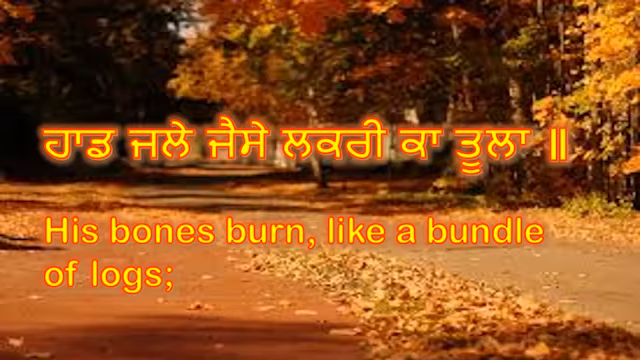 ਹਾਡ ਜਲੇ ਜੈਸੇ ਲਕਰੀ ਕਾ ਤੂਲਾ ॥
His bones burn, like a bundle
of logs;